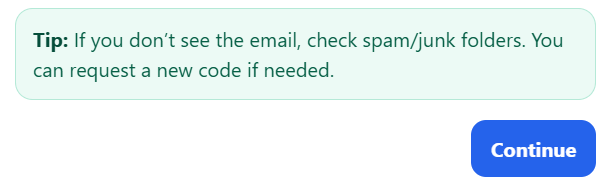 Tip: If you don’t see the email, check spam/junk folders. You
can request a new code if needed.
Continue